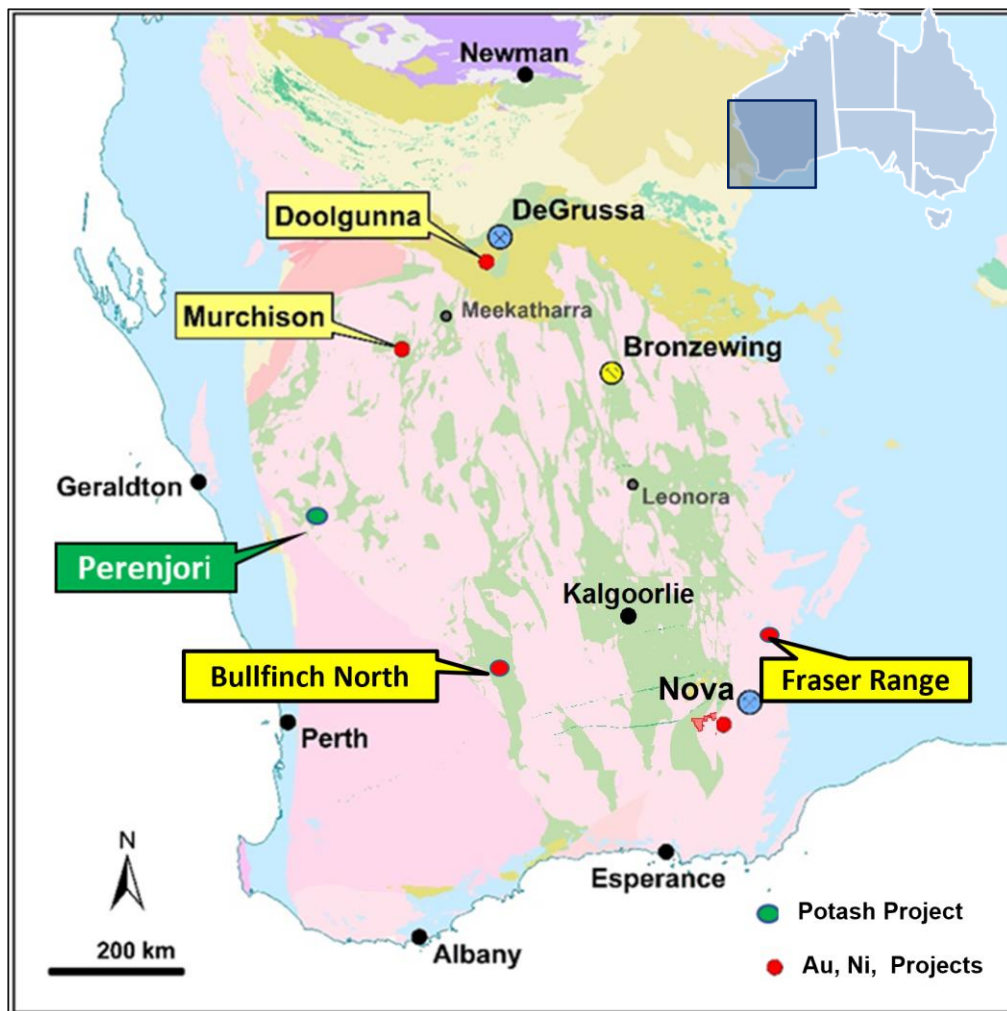 Newman
Doolgunna
DeGrussa
Meekatharra
Murchison
Bronzewing
Geraldton
Leonora
Perenjori
Kalgoorlie
Bullfinch North
Nova
Fraser Range
Perth
N
Esperance
Potash Project
200 km
Albany
Au, Ni, Projects